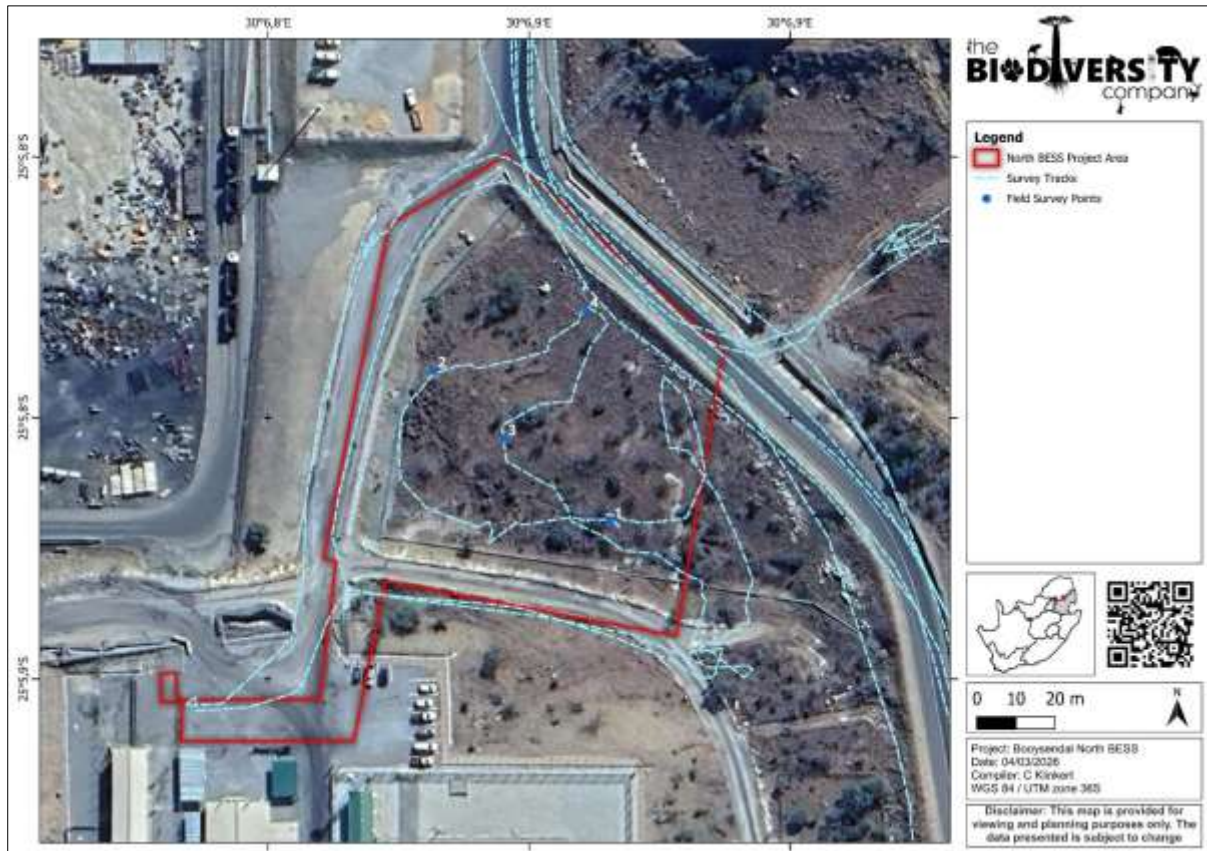 30°6,8'E 30°6,9'E 30°6,9'E
25°5,8'S
25°5,8'S
25°5,9'S
2
3
the
BIODIVERSITY
company
Legend
North BESS Project Area
Survey Tracks
Field Survey Points
0 10 20 m
N
Project: Booysendal North BESS
Date: 04/03/2026
Compiler: C Klinkert
WGS 84 / UTM zone 36S
Disclaimer: This map is provided for
viewing and planning purposes only. The
data presented is subject to change